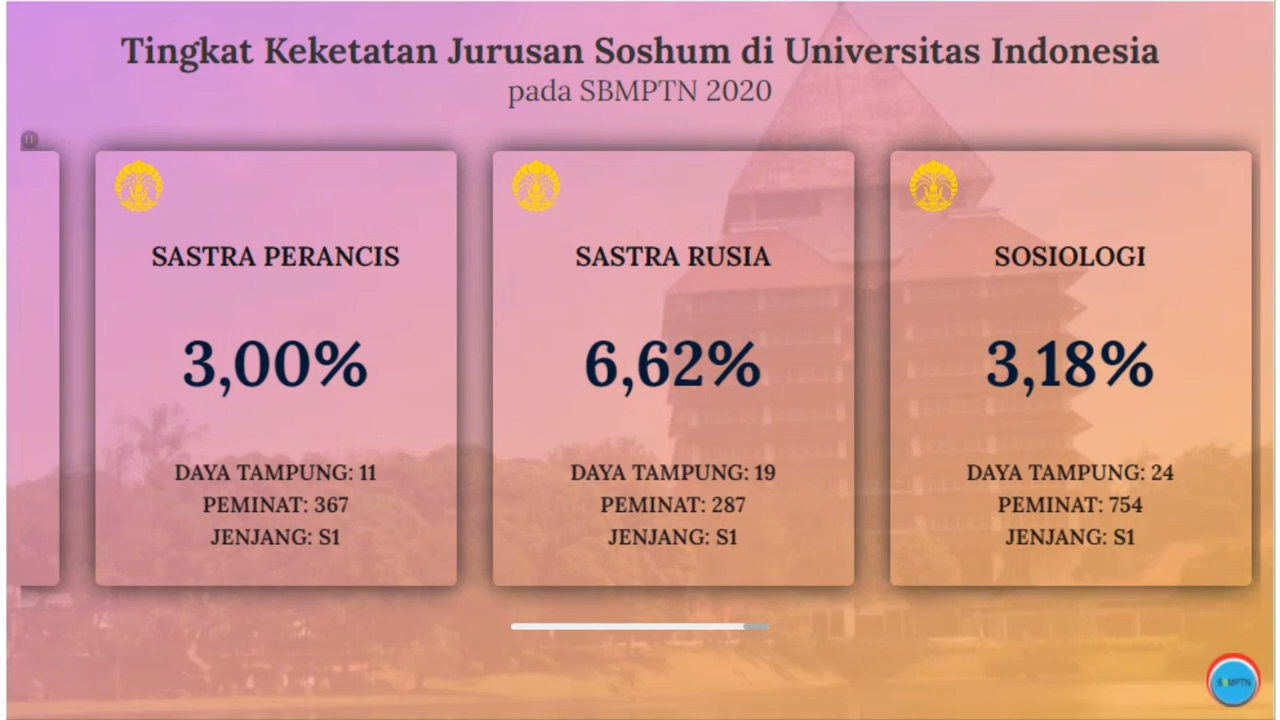 Tingkat Keketatan Jurusan Soshum di Universitas Indonesia
pada SBMPTN 2020
SASTRA PERANCIS
3,00%
DAYA TAMPUNG: 11
PEMINAT: 367
JENJANG: S1
SASTRA RUSIA
6,62%
DAYA TAMPUNG: 19
PEMINAT: 287
JENJANG: S1
SOSIOLOGI
3,18%
DAYA TAMPUNG: 24
PEMINAT: 754
JENJANG: S1
SBMPTN